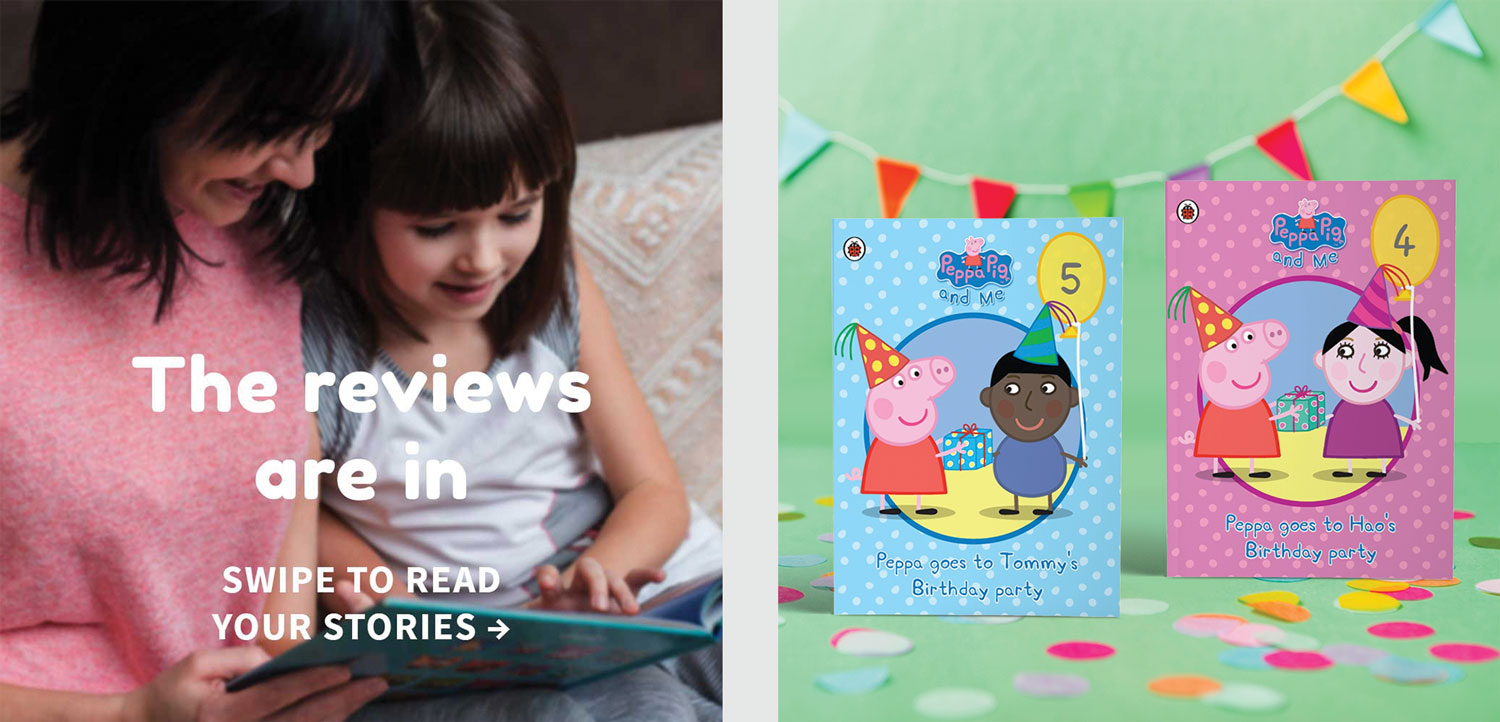 The reviews
are in
SWIPE TO READ
YOUR STORIES →
Peppa Pig
and Me
5
Peppa goes to Tommy's
Birthday party
Peppa Pig
and Me
4
Peppa goes to Hao's
Birthday party